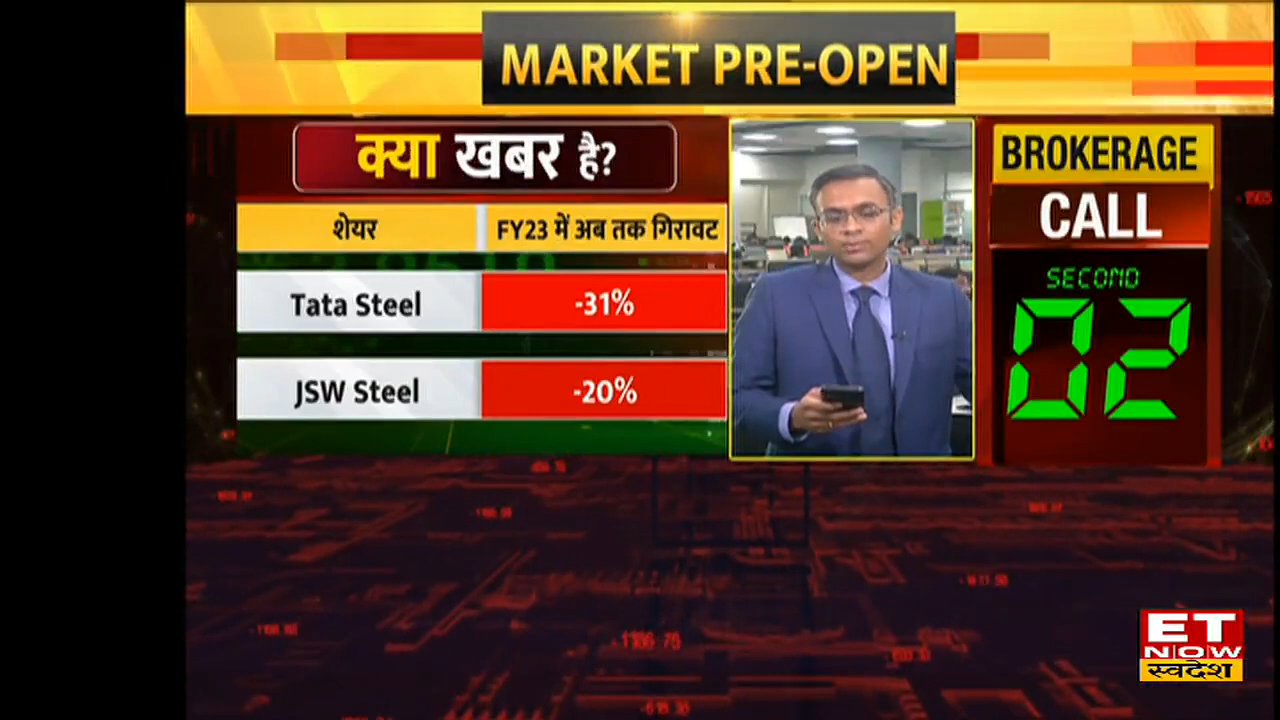 MARKET PRE-OPEN
क्या खबर है?
शेयर
FY23 में अब तक गिरावट
Tata Steel
-31%
JSW Steel
-20%
BROKERAGE
CALL
SECOND
02
ET
NOW
स्वदेश